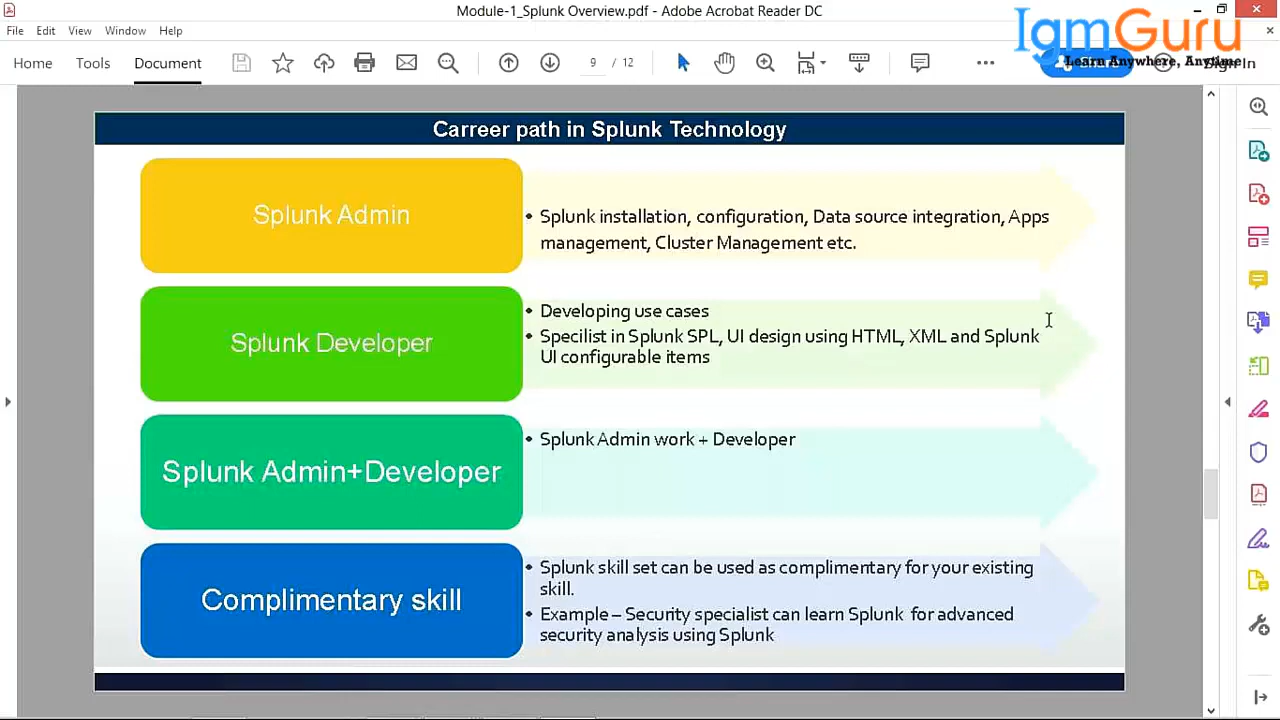 Module-1_Splunk Overview.pdf - Adobe Acrobat Reader DC
IgmGuru
Learn Anywhere, Anytime
File Edit View Window Help
Home Tools Document 9 / 12 Sign In
Carreer path in Splunk Technology
Splunk Admin
• Splunk installation, configuration, Data source integration, Apps
management, Cluster Management etc.
Splunk Developer
• Developing use cases
• Specilist in Splunk SPL, UI design using HTML, XML and Splunk
UI configurable items
Splunk Admin+Developer
• Splunk Admin work + Developer
Complimentary skill
• Splunk skill set can be used as complimentary for your existing
skill.
• Example – Security specialist can learn Splunk for advanced
security analysis using Splunk